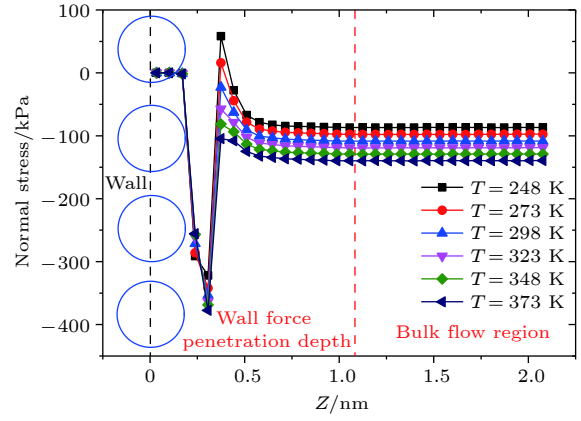 Normal stress/kPa
100
0
-100
-200
-300
-400
Wall
T = 248 K
T = 273 K
T = 298 K
T = 323 K
T = 348 K
T = 373 K
Wall force
penetration depth
Bulk flow region
0
0.5
1.0
1.5
2.0
Z/nm